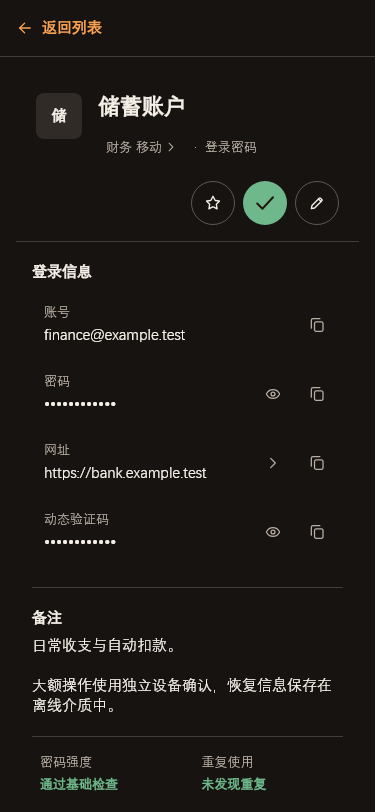 返回列表
储
储蓄账户
财务 移动 · 登录密码
登录信息
账号
finance@example.test
密码
••••••••••••
网址
https://bank.example.test
动态验证码
••••••••••••
备注
日常收支与自动扣款。
大额操作使用独立设备确认，恢复信息保存在
离线介质中。
密码强度 重复使用
通过基础检查 未发现重复